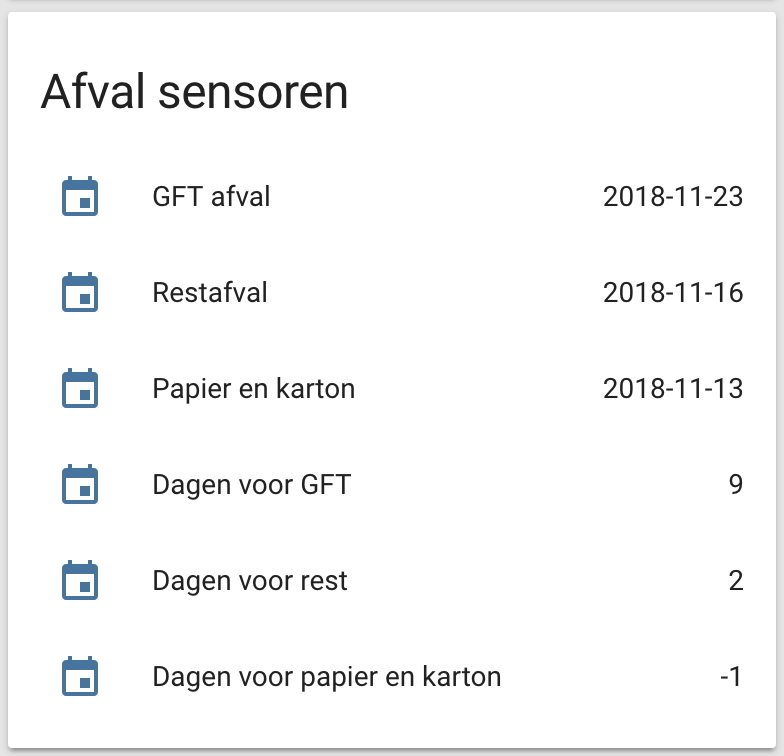 Afval sensoren
GFT afval 2018-11-23
Restafval 2018-11-16
Papier en karton 2018-11-13
Dagen voor GFT 9
Dagen voor rest 2
Dagen voor papier en karton -1